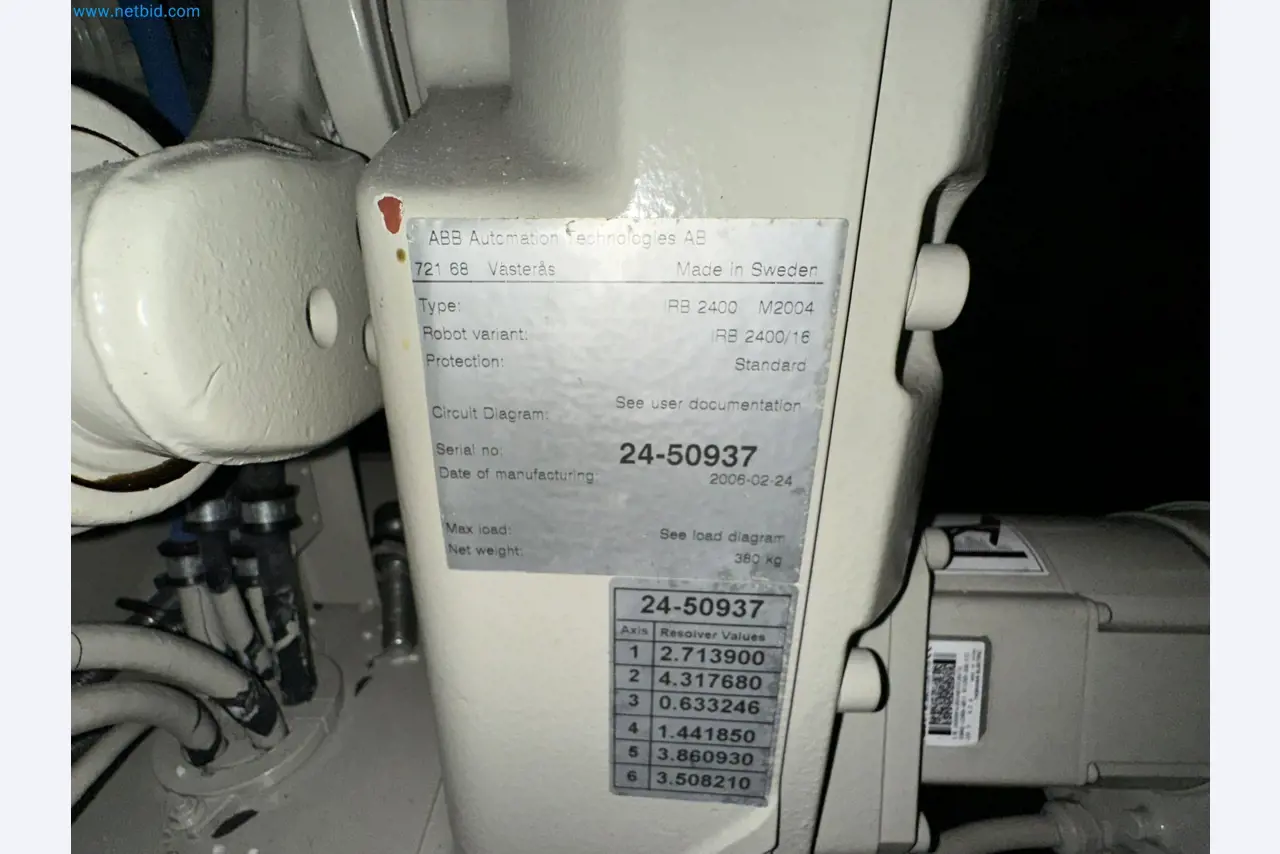 www.netbid.com
ABB Automation Technologies AB
721 68 Västerås Made in Sweden
Type: IRB 2400 M2004
Robot variant: IRB 2400/16
Protection: Standard
Circuit Diagram: See user documentation
Serial no: 24-50937
Date of manufacturing: 2006-02-24
Max load: See load diagram
Net weight: 380 kg
24-50937
Axis Resolver Values
1 2.713900
2 4.317680
3 0.633246
4 1.441850
5 3.860930
6 3.508210